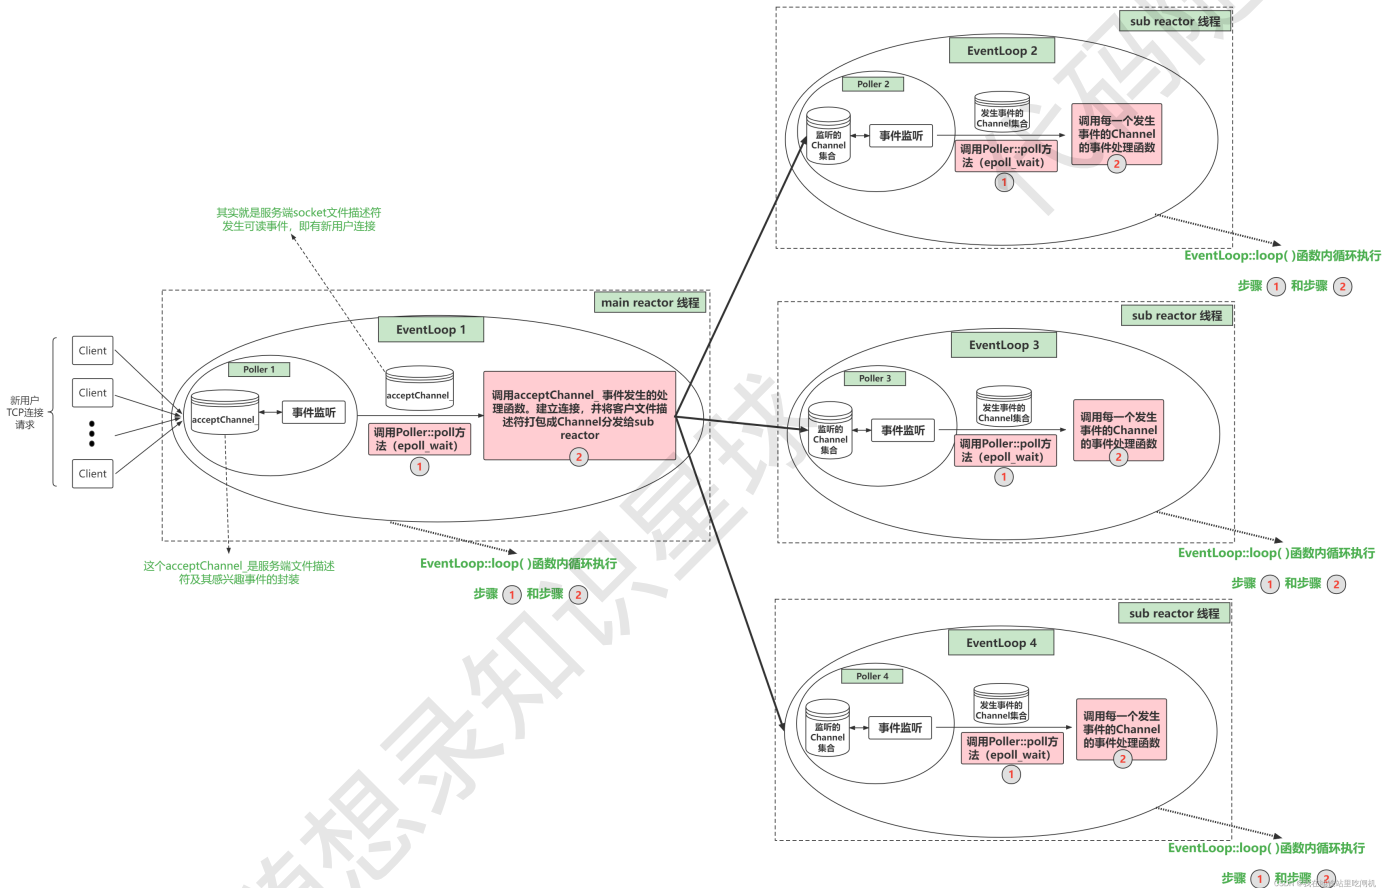 新用户
TCP连接
请求
Client
Client
Client
其实就是服务端socket文件描述符
发生可读事件，即有新用户连接
main reactor 线程
EventLoop 1
Poller 1
acceptChannel_
事件监听
acceptChannel_
调用Poller::poll方
法（epoll_wait）
1
调用acceptChannel_ 事件发生的处
理函数。建立连接，并将客户文件描
述符打包成Channel分发给sub
reactor
2
这个acceptChannel_是服务端文件描述
符及其感兴趣事件的封装
EventLoop::loop( )函数内循环执行
步骤 1 和步骤 2
sub reactor 线程
EventLoop 2
Poller 2
监听的
Channel
集合
事件监听
发生事件的
Channel集合
调用Poller::poll方
法（epoll_wait）
1
调用每一个发生
事件的Channel
的事件处理函数
2
EventLoop::loop( )函数内循环执行
步骤 1 和步骤 2
sub reactor 线程
EventLoop 3
Poller 3
监听的
Channel
集合
事件监听
发生事件的
Channel集合
调用Poller::poll方
法（epoll_wait）
1
调用每一个发生
事件的Channel
的事件处理函数
2
EventLoop::loop( )函数内循环执行
步骤 1 和步骤 2
sub reactor 线程
EventLoop 4
Poller 4
监听的
Channel
集合
事件监听
发生事件的
Channel集合
调用Poller::poll方
法（epoll_wait）
1
调用每一个发生
事件的Channel
的事件处理函数
2
EventLoop::loop( )函数内循环执行
步骤 1 和步骤 2
代码随想录知识星球